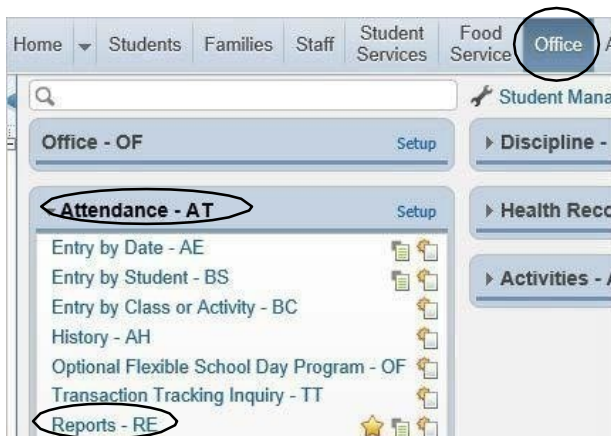 Home Students Families Staff Student Services Food Service Office
Student Mana
Office - OF Setup
Discipline -
Attendance - AT Setup
Health Reco
Entry by Date - AE
Entry by Student - BS
Activities -
Entry by Class or Activity - BC
History - AH
Optional Flexible School Day Program - OF
Transaction Tracking Inquiry - TT
Reports - RE